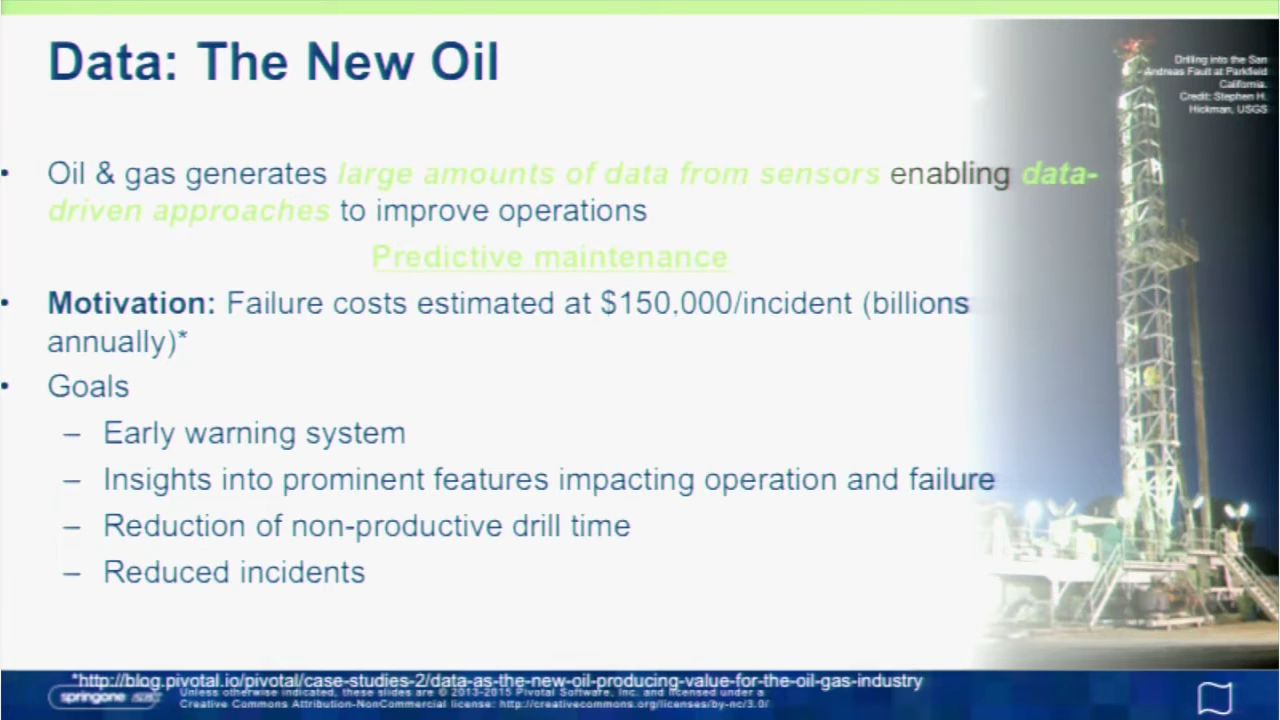 Data: The New Oil
Drilling into the San
Andreas Fault at Parkfield
California.
Credit: Stephen H.
Hickman, USGS
• Oil & gas generates large amounts of data from sensors enabling data-
driven approaches to improve operations
Predictive maintenance
• Motivation: Failure costs estimated at $150,000/incident (billions
annually)*
• Goals
– Early warning system
– Insights into prominent features impacting operation and failure
– Reduction of non-productive drill time
– Reduced incidents
*http://blog.pivotal.io/pivotal/case-studies-2/data-as-the-new-oil-producing-value-for-the-oil-gas-industry
springone
Unless otherwise indicated, these slides are © 2013-2015 Pivotal Software, Inc. and licensed under a
Creative Commons Attribution-NonCommercial license: http://creativecommons.org/licenses/by-nc/3.0/